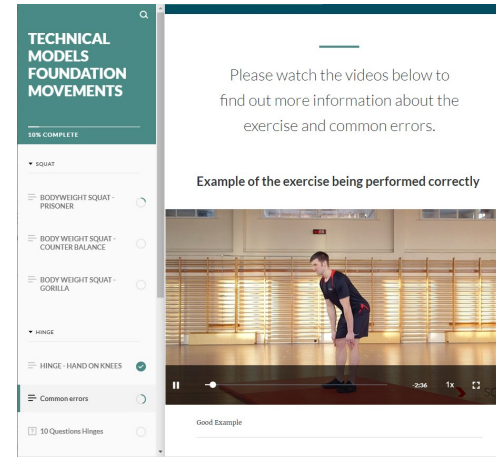 TECHNICAL
MODELS
FOUNDATION
MOVEMENTS
10% COMPLETE
SQUAT
BODYWEIGHT SQUAT -
PRISONER
BODY WEIGHT SQUAT -
COUNTER BALANCE
BODY WEIGHT SQUAT -
GORILLA
HINGE
HINGE - HAND ON KNEES
Common errors
10 Questions Hinges
Please watch the videos below to
find out more information about the
exercise and common errors.
Example of the exercise being performed correctly
-2:36 1x
Good Example